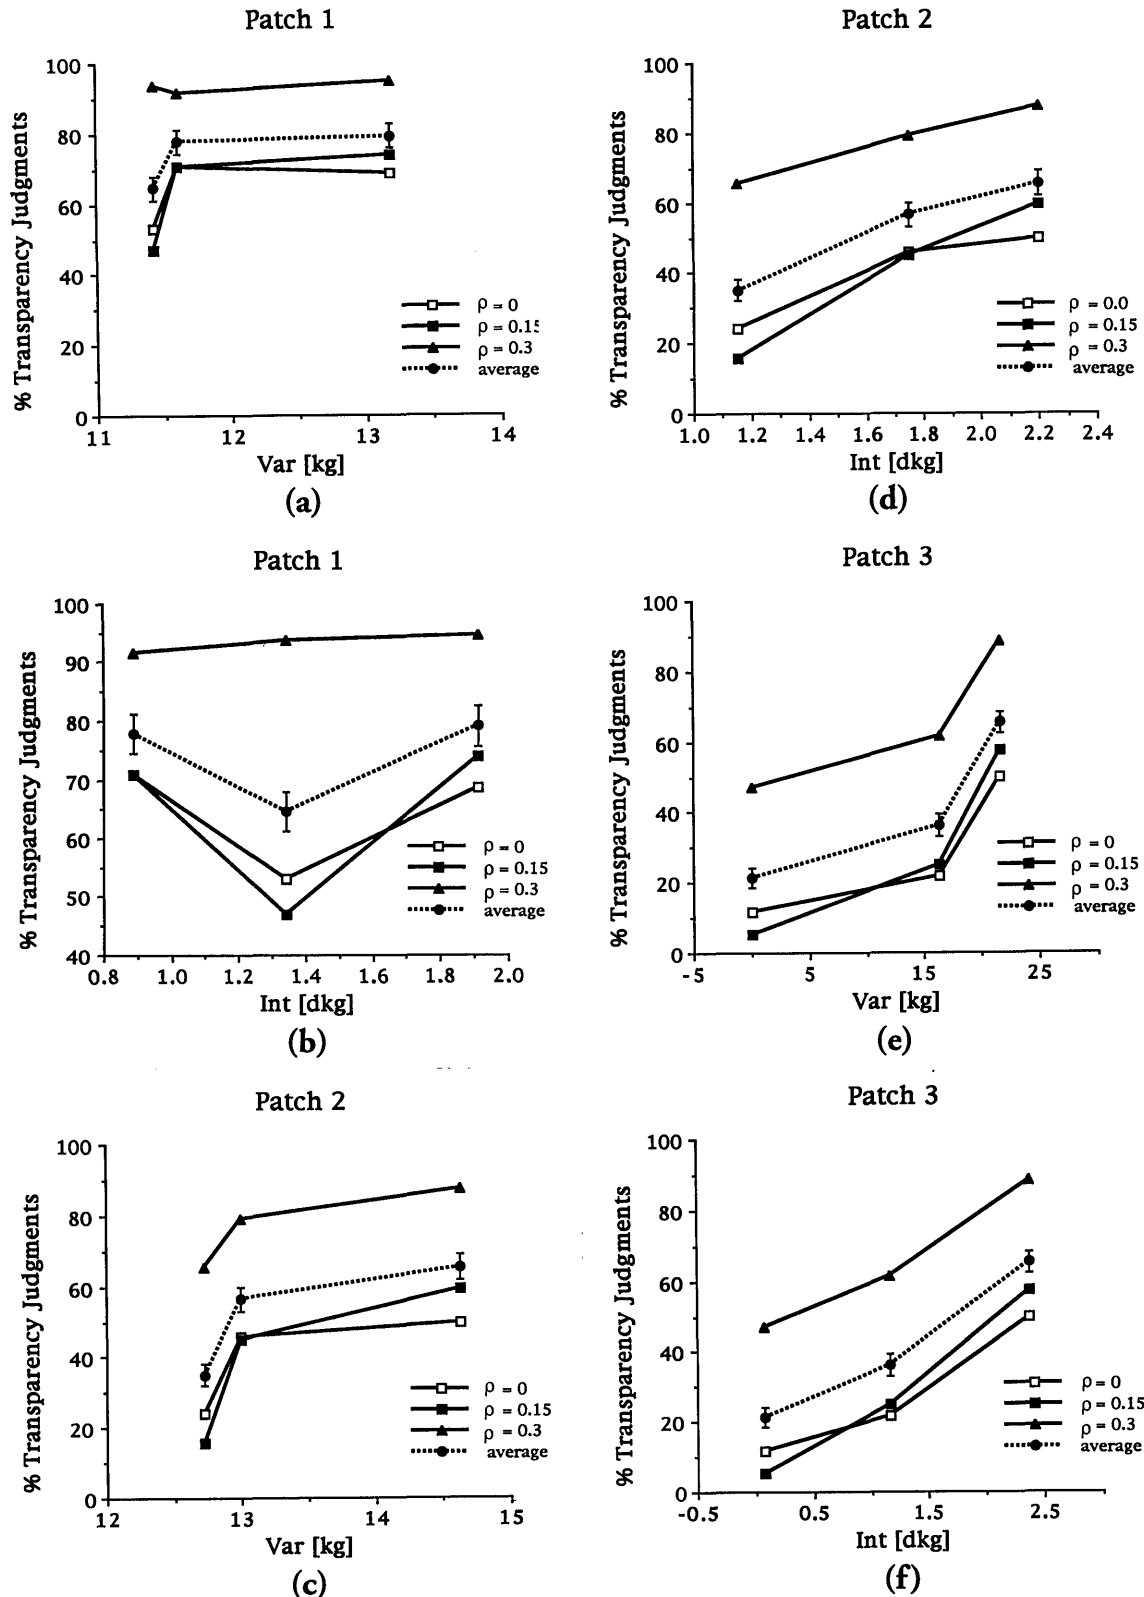 Patch 1
% Transparency Judgments
100
80
60
40
20
0
11
12
13
14
ρ = 0
ρ = 0.15
ρ = 0.3
average
Var [kg]
(a)
Patch 1
% Transparency Judgments
100
90
80
70
60
50
40
0.8
1.0
1.2
1.4
1.6
1.8
2.0
ρ = 0
ρ = 0.15
ρ = 0.3
average
Int [dkg]
(b)
Patch 2
% Transparency Judgments
100
80
60
40
20
0
12
13
14
15
ρ = 0
ρ = 0.15
ρ = 0.3
average
Var [kg]
(c)
Patch 2
% Transparency Judgments
100
80
60
40
20
0
1.0
1.2
1.4
1.6
1.8
2.0
2.2
2.4
ρ = 0.0
ρ = 0.15
ρ = 0.3
average
Int [dkg]
(d)
Patch 3
% Transparency Judgments
100
80
60
40
20
0
-5
5
15
25
ρ = 0
ρ = 0.15
ρ = 0.3
average
Var [kg]
(e)
Patch 3
% Transparency Judgments
100
80
60
40
20
0
-0.5
0.5
1.5
2.5
ρ = 0
ρ = 0.15
ρ = 0.3
average
Int [dkg]
(f)